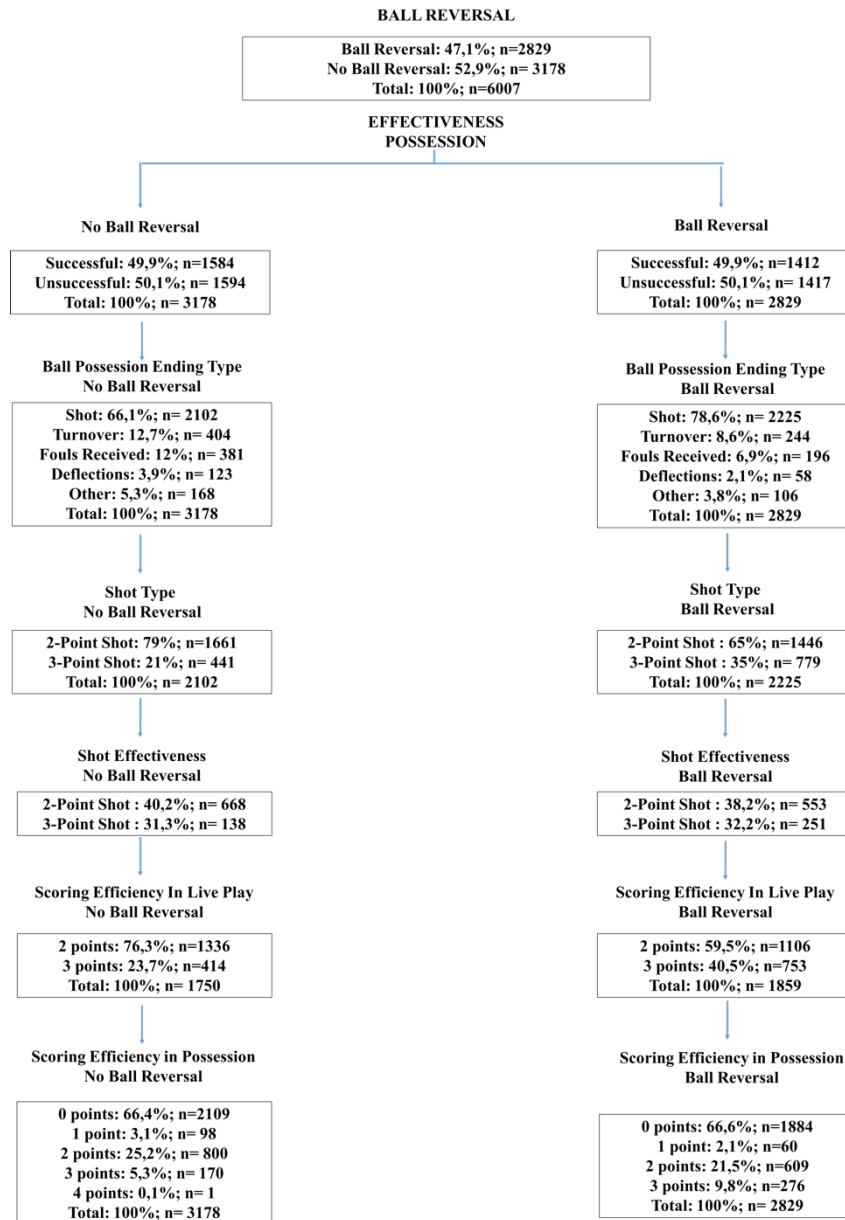 BALL REVERSAL
Ball Reversal: 47,1%; n=2829
No Ball Reversal: 52,9%; n= 3178
Total: 100%; n=6007
EFFECTIVENESS
POSSESSION
No Ball Reversal
Successful: 49,9%; n=1584
Unsuccessful: 50,1%; n= 1594
Total: 100%; n= 3178
Ball Possession Ending Type
No Ball Reversal
Shot: 66,1%; n= 2102
Turnover: 12,7%; n= 404
Fouls Received: 12%; n= 381
Deflections: 3,9%; n= 123
Other: 5,3%; n= 168
Total: 100%; n= 3178
Shot Type
No Ball Reversal
2-Point Shot: 79%; n=1661
3-Point Shot: 21%; n= 441
Total: 100%; n= 2102
Shot Effectiveness
No Ball Reversal
2-Point Shot : 40,2%; n= 668
3-Point Shot : 31,3%; n= 138
Scoring Efficiency In Live Play
No Ball Reversal
2 points: 76,3%; n=1336
3 points: 23,7%; n=414
Total: 100%; n= 1750
Scoring Efficiency in Possession
No Ball Reversal
0 points: 66,4%; n=2109
1 point: 3,1%; n= 98
2 points: 25,2%; n= 800
3 points: 5,3%; n= 170
4 points: 0,1%; n= 1
Total: 100%; n= 3178
Ball Reversal
Successful: 49,9%; n=1412
Unsuccessful: 50,1%; n= 1417
Total: 100%; n= 2829
Ball Possession Ending Type
Ball Reversal
Shot: 78,6%; n= 2225
Turnover: 8,6%; n= 244
Fouls Received: 6,9%; n= 196
Deflections: 2,1%; n= 58
Other: 3,8%; n= 106
Total: 100%; n= 2829
Shot Type
Ball Reversal
2-Point Shot : 65%; n=1446
3-Point Shot : 35%; n= 779
Total: 100%; n= 2225
Shot Effectiveness
Ball Reversal
2-Point Shot : 38,2%; n= 553
3-Point Shot : 32,2%; n= 251
Scoring Efficiency In Live Play
Ball Reversal
2 points: 59,5%; n=1106
3 points: 40,5%; n=753
Total: 100%; n= 1859
Scoring Efficiency in Possession
Ball Reversal
0 points: 66,6%; n=1884
1 point: 2,1%; n=60
2 points: 21,5%; n=609
3 points: 9,8%; n=276
Total: 100%; n= 2829